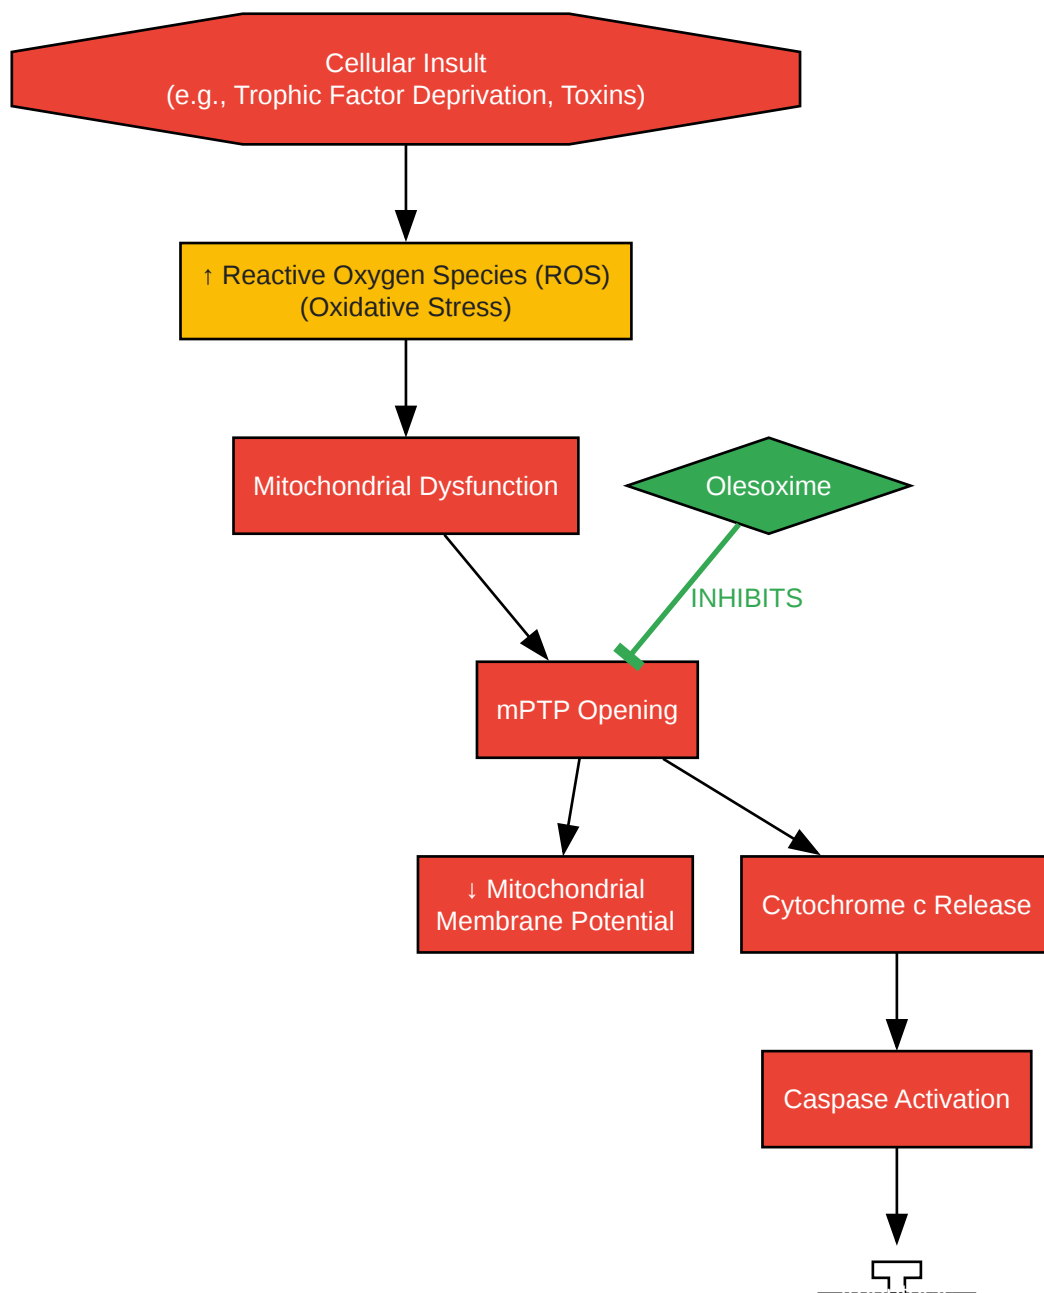 Cellular Insult
(e.g., Trophic Factor Deprivation, Toxins)
↑ Reactive Oxygen Species (ROS)
(Oxidative Stress)
Mitochondrial Dysfunction
Olesoxime
INHIBITS
mPTP Opening
↓ Mitochondrial
Membrane Potential
Cytochrome c Release
Caspase Activation